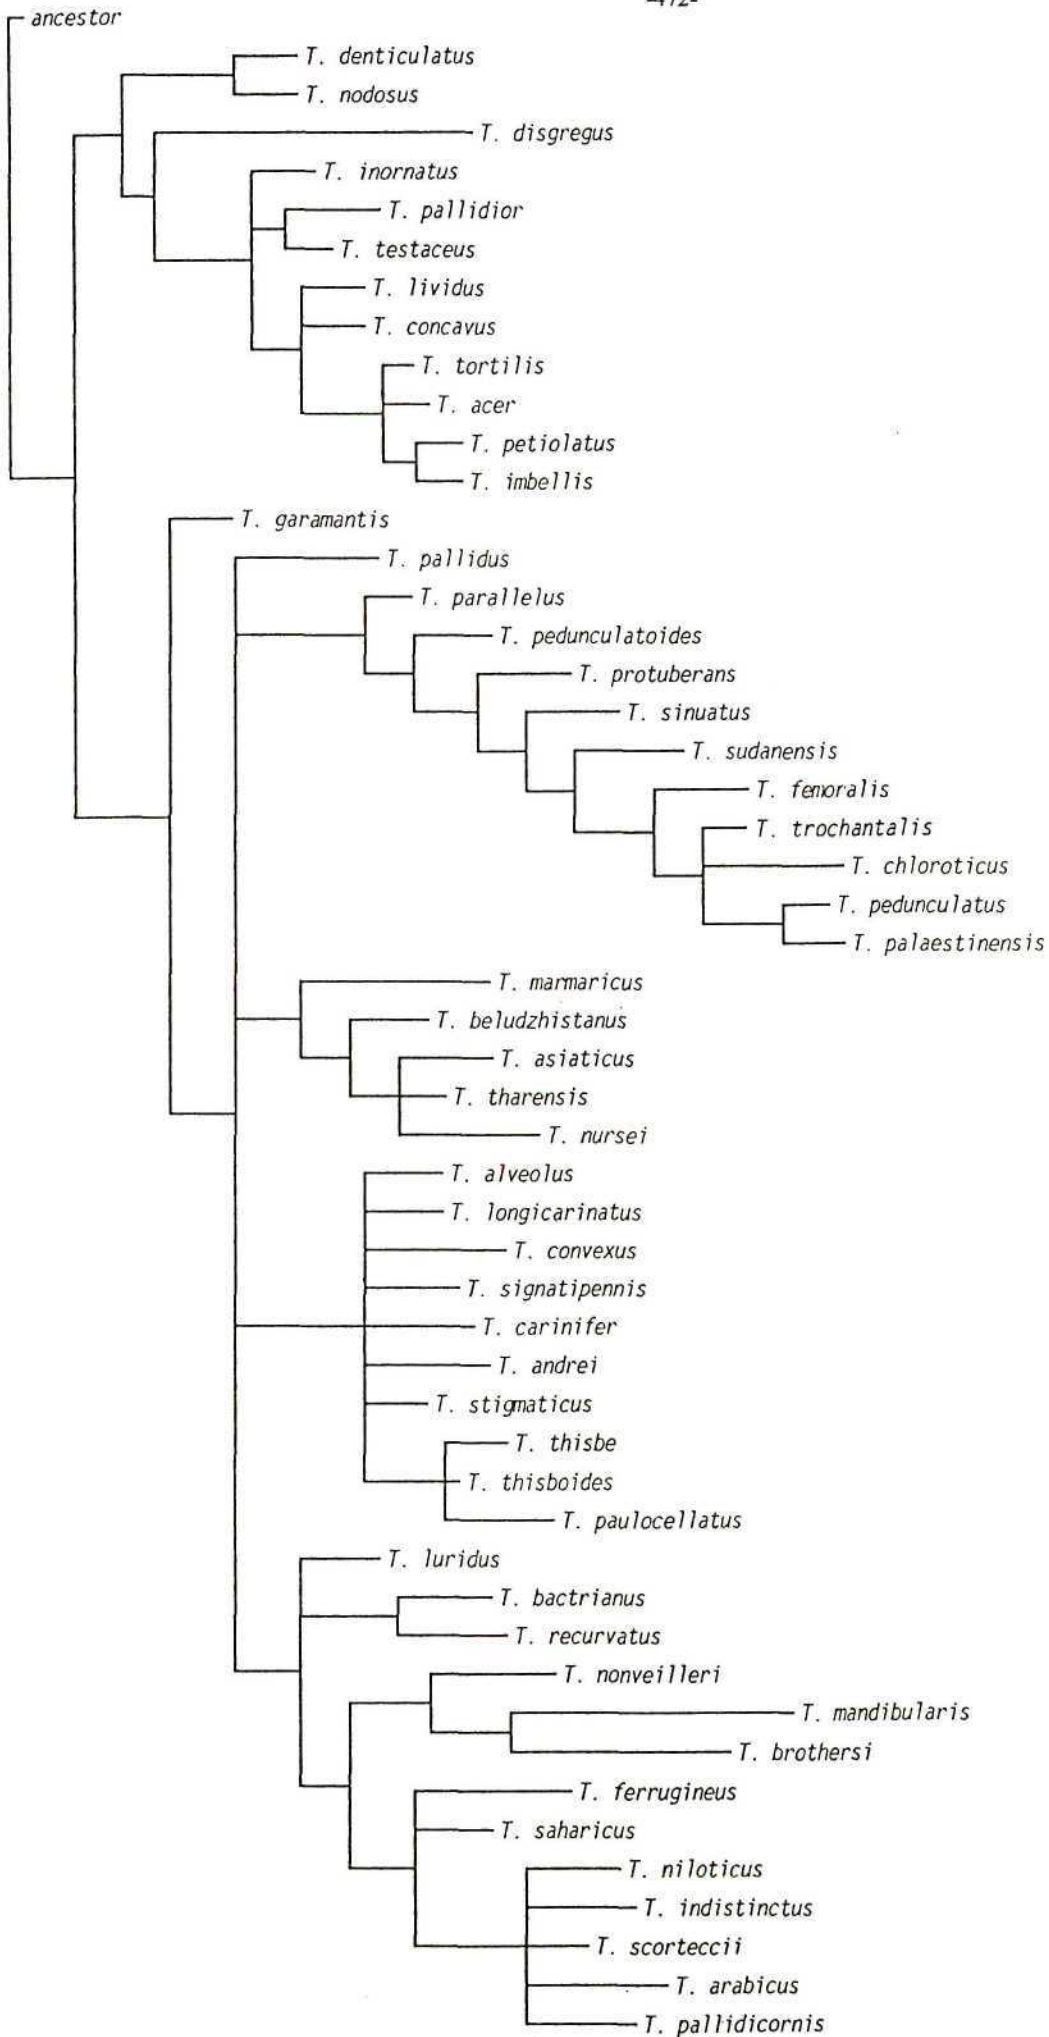 -472-
ancestor
T. denticulatus
T. nodosus
T. disgregus
T. inornatus
T. pallidior
T. testaceus
T. lividus
T. concavus
T. tortilis
T. acer
T. petiolatus
T. imbellis
T. garamantis
T. pallidus
T. parallelus
T. pedunculatoides
T. protuberans
T. sinuatus
T. sudanensis
T. femoralis
T. trochantalis
T. chloroticus
T. pedunculatus
T. palaestinensis
T. marmaricus
T. beludzhistanus
T. asiaticus
T. tharensis
T. nursei
T. alveolus
T. longicarinatus
T. convexus
T. signatipennis
T. carinifer
T. andrei
T. stigmaticus
T. thisbe
T. thisboides
T. paulocellatus
T. luridus
T. bactrianus
T. recurvatus
T. nonveilleri
T. mandibularis
T. brothersi
T. ferrugineus
T. saharicus
T. niloticus
T. indistinctus
T. scorteccii
T. arabicus
T. pallidicornis